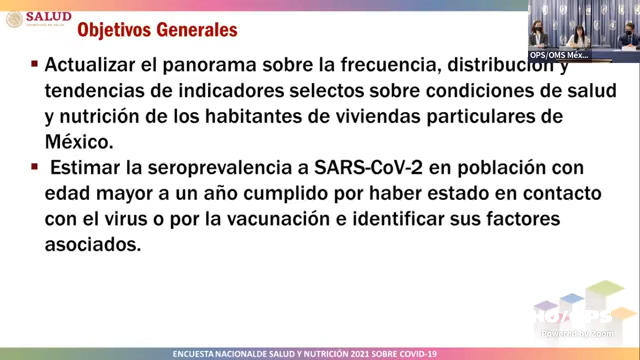 SALUD
Objetivos Generales
OPS/OMS Méx...
▪ Actualizar el panorama sobre la frecuencia, distribución y
tendencias de indicadores selectos sobre condiciones de salud
y nutrición de los habitantes de viviendas particulares de
México.
▪ Estimar la seroprevalencia a SARS-CoV-2 en población con
edad mayor a un año cumplido por haber estado en contacto
con el virus o por la vacunación e identificar sus factores
asociados.
Powered by Zoom
ENCUESTA NACIONALDE SALUD Y NUTRICIÓN 2021 SOBRE COVID-19